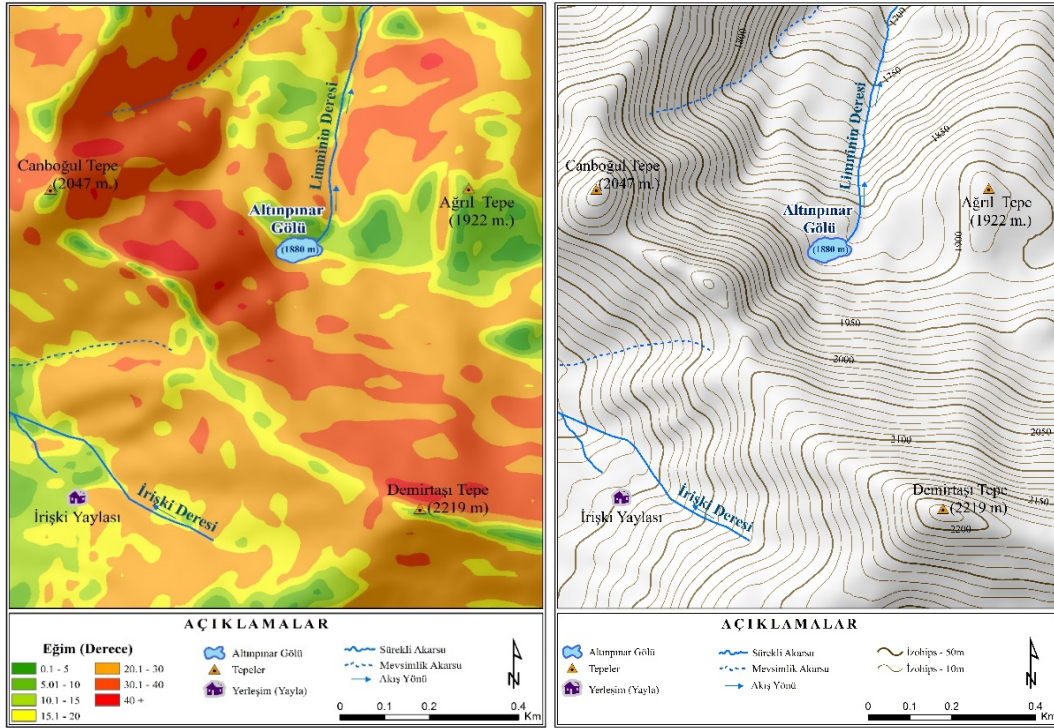 Limninin Deresi
Canboğul Tepe
(2047 m.)
Altınpınar
Gölü
(1880 m)
Ağrıl Tepe
(1922 m.)
Demirtaşı Tepe
(2219 m)
İrişki Yaylası
İrişki Deresi
AÇIKLAMALAR
Eğim (Derece)
0.1 - 5
5.01 - 10
10.1 - 15
15.1 - 20
20.1 - 30
30.1 - 40
40 +
Altınpınar Gölü
Tepeler
Yerleşim (Yayla)
Sürekli Akarsu
Mevsimlik Akarsu
Akış Yönü
N
0 0.2 0.4
Km
1700
1750
1800
1850
Limninin Deresi
Canboğul Tepe
(2047 m.)
Altınpınar
Gölü
(1880 m)
Ağrıl Tepe
(1922 m.)
1900
1950
2000
2050
2100
2150
Demirtaşı Tepe
(2219 m)
2200
İrişki Yaylası
İrişki Deresi
AÇIKLAMALAR
Altınpınar Gölü
Tepeler
Yerleşim (Yayla)
Sürekli Akarsu
Mevsimlik Akarsu
Akış Yönü
İzohips - 50m
İzohips - 10m
N
0 0.2 0.4
Km